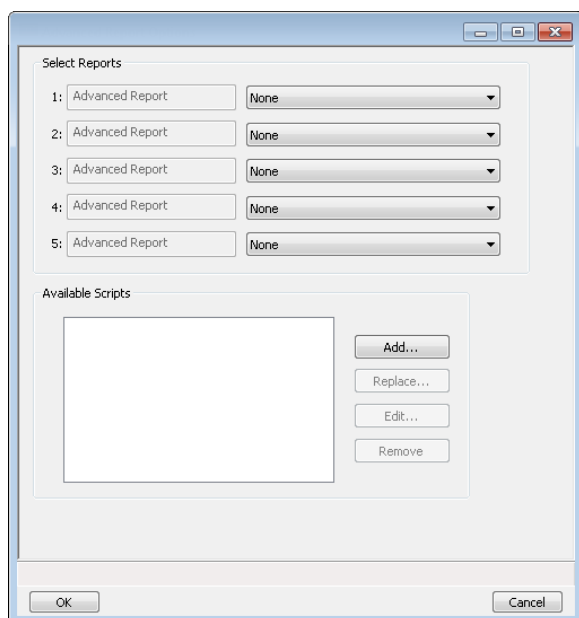 Select Reports
1: Advanced Report None
2: Advanced Report None
3: Advanced Report None
4: Advanced Report None
5: Advanced Report None
Available Scripts
Add...
Replace...
Edit...
Remove
OK Cancel